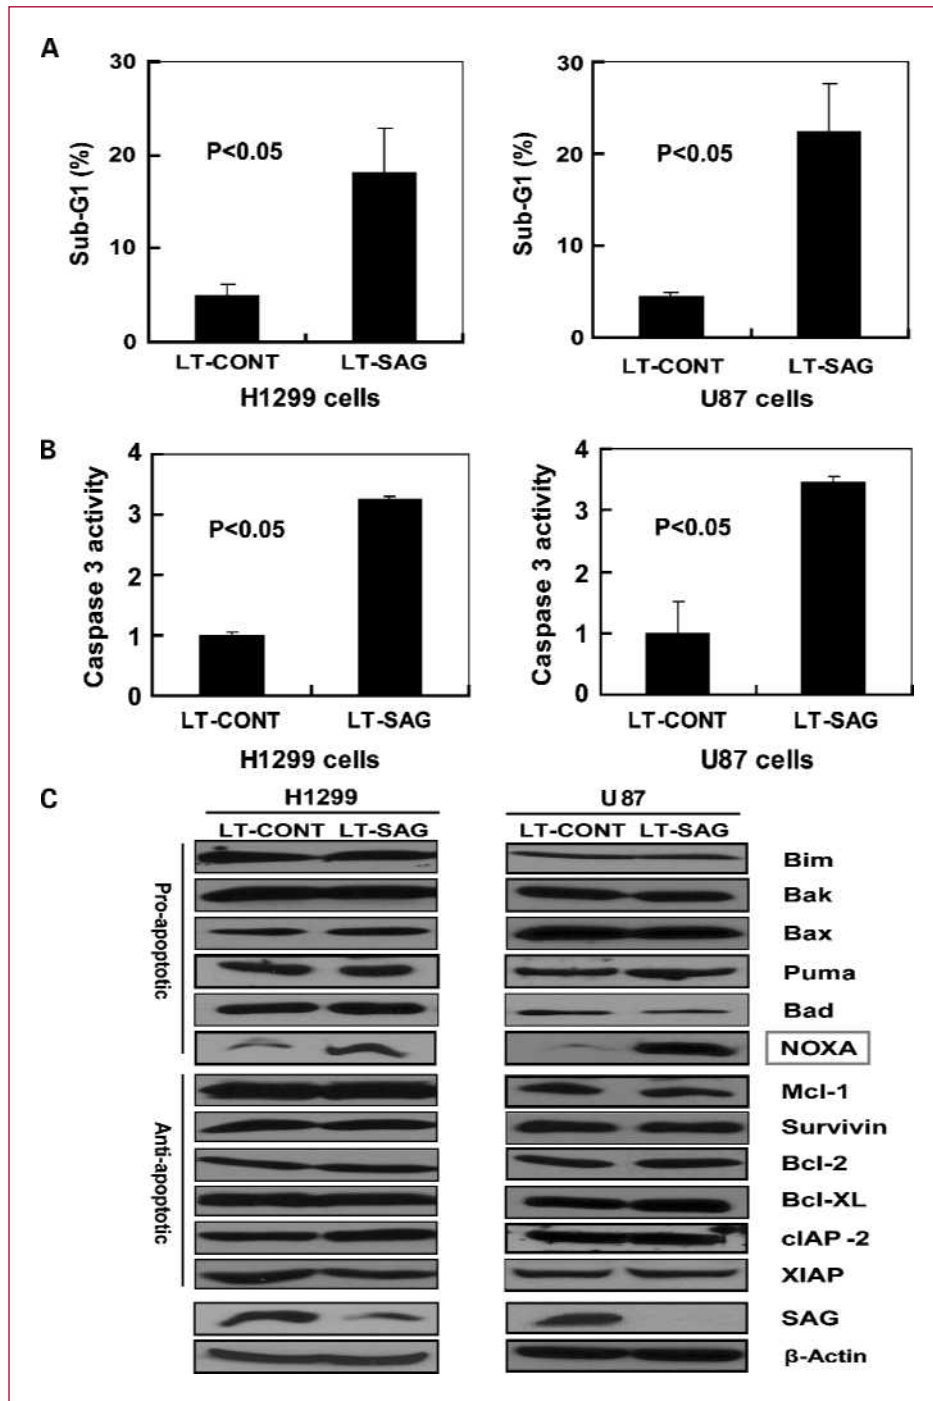 A
30
20
10
0
Sub-G1 (%)
P<0.05
LT-CONT LT-SAG
H1299 cells
30
20
10
0
Sub-G1 (%)
P<0.05
LT-CONT LT-SAG
U87 cells
B
4
3
2
1
0
Caspase 3 activity
P<0.05
LT-CONT LT-SAG
H1299 cells
4
3
2
1
0
Caspase 3 activity
P<0.05
LT-CONT LT-SAG
U87 cells
C
H1299 U87
LT-CONT LT-SAG LT-CONT LT-SAG
Pro-apoptotic
Bim
Bak
Bax
Puma
Bad
NOXA
Anti-apoptotic
Mcl-1
Survivin
Bcl-2
Bcl-XL
cIAP-2
XIAP
SAG
β-Actin